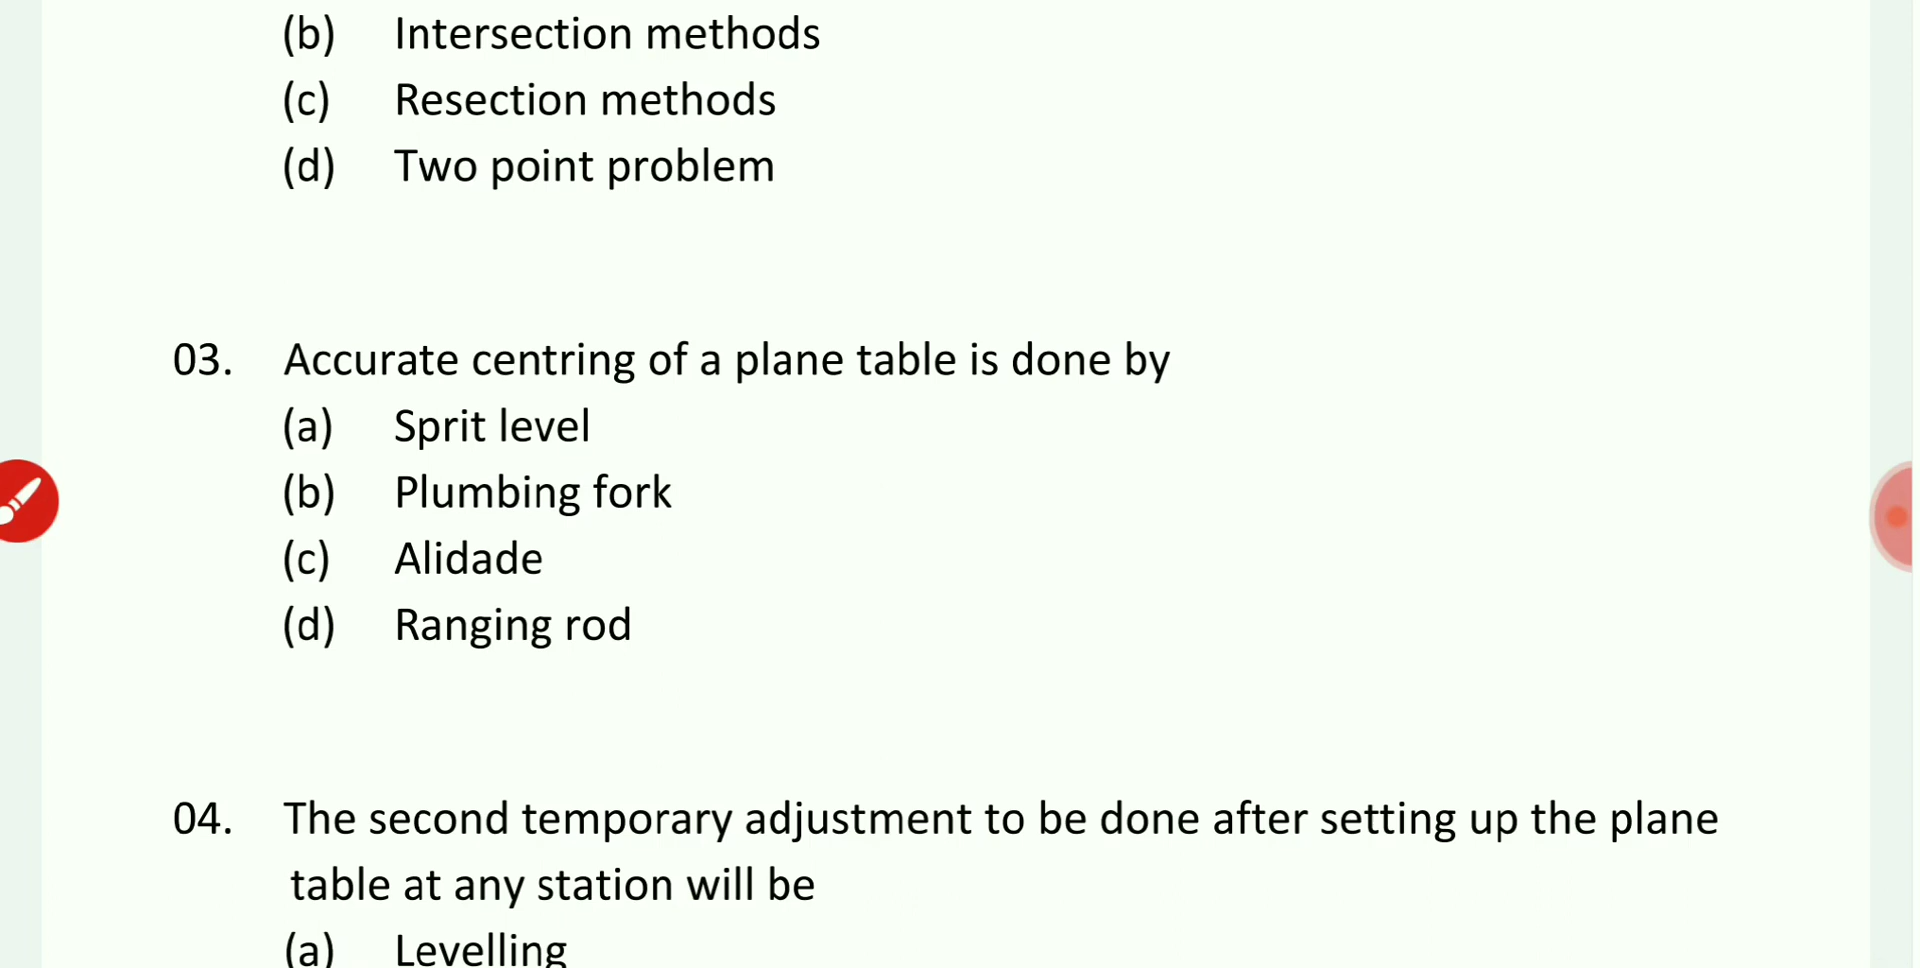 (b) Intersection methods
(c) Resection methods
(d) Two point problem
03. Accurate centring of a plane table is done by
(a) Sprit level
(b) Plumbing fork
(c) Alidade
(d) Ranging rod
04. The second temporary adjustment to be done after setting up the plane
table at any station will be
(a) Levelling